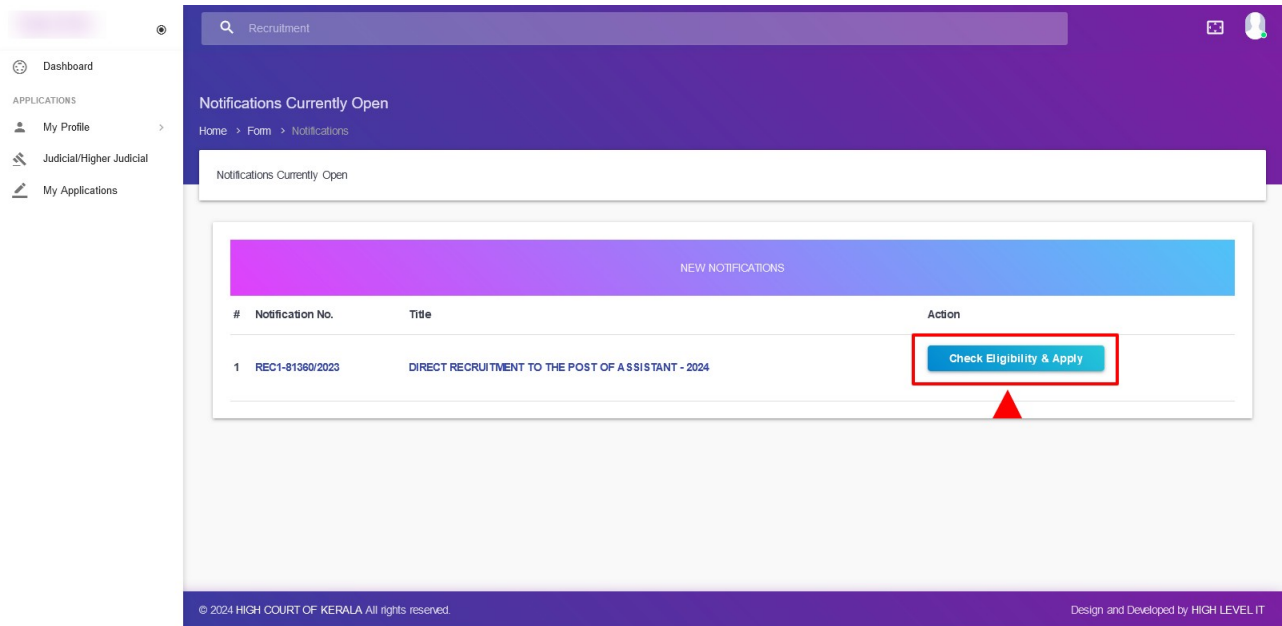 Recruitment
Dashboard
APPLICATIONS
My Profile
Judicial/Higher Judicial
My Applications
Notifications Currently Open
Home > Form > Notifications
Notifications Currently Open
NEW NOTIFICATIONS
# Notification No. Title Action
1 REC1-81360/2023 DIRECT RECRUITMENT TO THE POST OF ASSISTANT - 2024 Check Eligibility & Apply
© 2024 HIGH COURT OF KERALA All rights reserved. Design and Developed by HIGH LEVEL IT